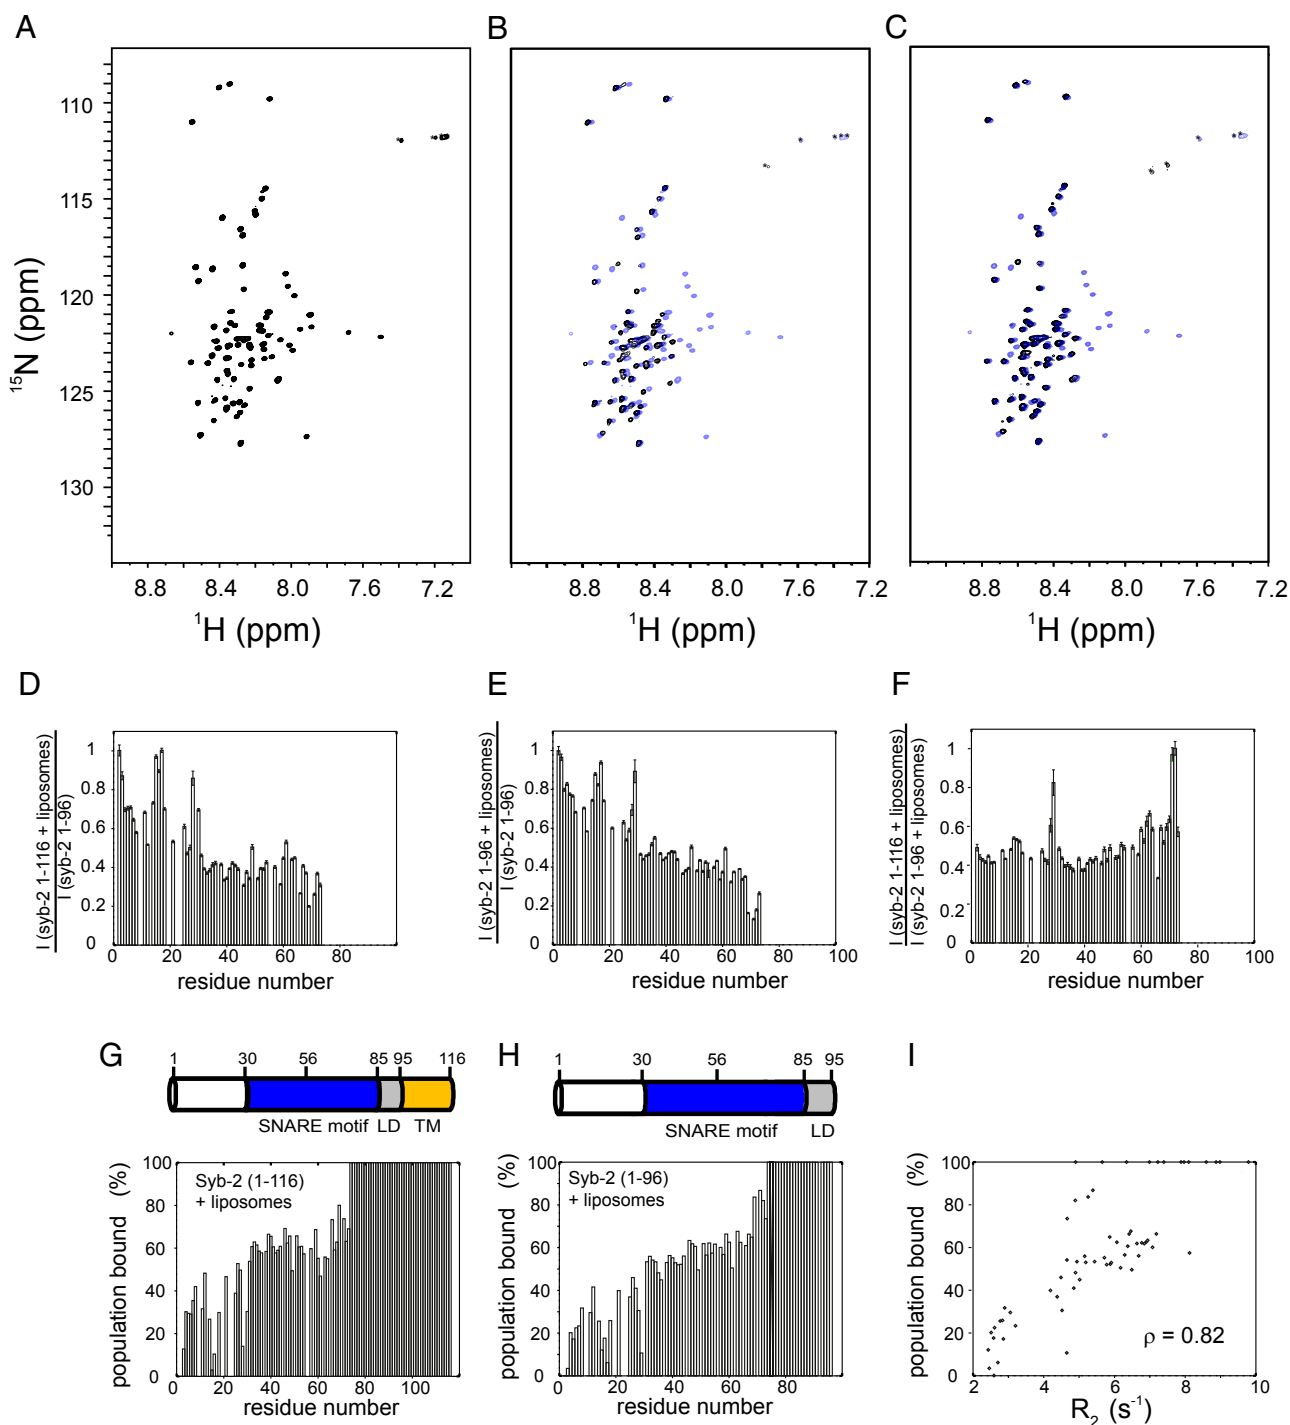 A
B
C
110
115
120
125
130
15N (ppm)
8.8 8.4 8.0 7.6 7.2
1H (ppm)
8.8 8.4 8.0 7.6 7.2
1H (ppm)
8.8 8.4 8.0 7.6 7.2
1H (ppm)
D
I (syb-2 1-116 + liposomes)
I (syb-2 1-96)
1
0.8
0.6
0.4
0.2
0
0 20 40 60 80
residue number
E
I (syb-2 1-96 + liposomes)
I (syb-2 1-96)
1
0.8
0.6
0.4
0.2
0
0 20 40 60 80 100
residue number
F
I (syb-2 1-116 + liposomes)
I (syb-2 1-96 + liposomes)
1
0.8
0.6
0.4
0.2
0
0 20 40 60 80 100
residue number
G
1 30 56 85 95 116
SNARE motif LD TM
population bound (%)
100
80
60
40
20
0
Syb-2 (1-116)
+ liposomes
0 20 40 60 80 100
residue number
H
1 30 56 85 95
SNARE motif LD
population bound (%)
100
80
60
40
20
0
Syb-2 (1-96)
+ liposomes
0 20 40 60 80
residue number
I
population bound (%)
100
80
60
40
20
0
ρ = 0.82
2 4 6 8 10
R2 (s-1)